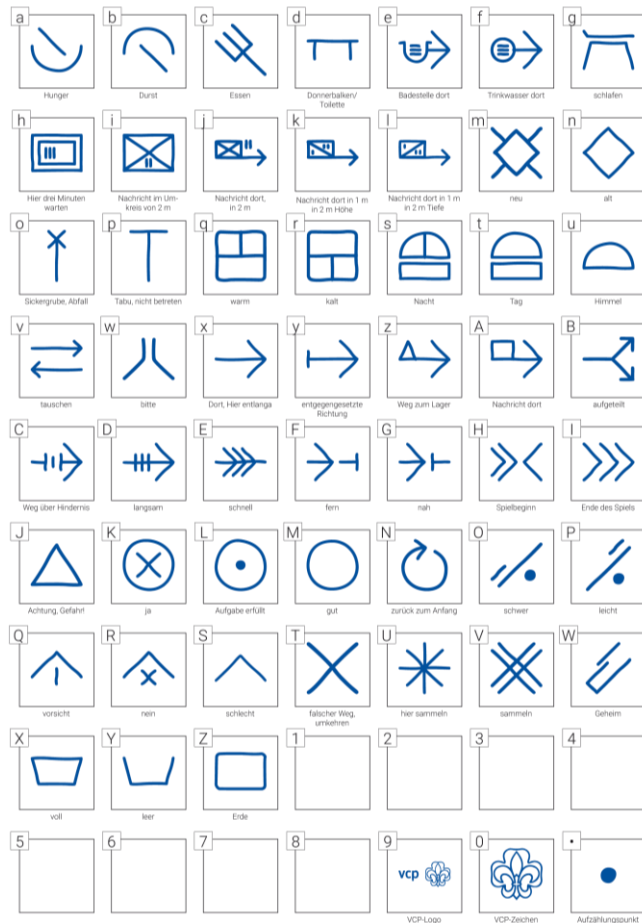 a b c d e f g
Hunger Durst Essen Donnerbalken/ Badestelle dort Trinkwasser dort schlafen
Toilette
h i j k l m n
Hier drei Minuten Nachricht im Um- Nachricht dort, Nachricht dort in 1 m Nachricht dort in 1 m neu alt
warten kreis von 2 m in 2 m in 2 m Höhe in 2 m Tiefe
o p q r s t u
Sickergrube, Abfall Tabu, nicht betreten warm kalt Nacht Tag Himmel
v w x y z A B
tauschen bitte Dort, Hier entlanga entgegengesetzte Weg zum Lager Nachricht dort aufgeteilt
Richtung
C D E F G H I
Weg über Hindernis langsam schnell fern nah Spielbeginn Ende des Spiels
J K L M N O P
Achtung, Gefahr! ja Aufgabe erfüllt gut zurück zum Anfang schwer leicht
Q R S T U V W
vorsicht nein schlecht falscher Weg, hier sammeln sammeln Geheim
umkehren
X Y Z 1 2 3 4
voll leer Erde
5 6 7 8 9 0 •
vcp
VCP-Logo VCP-Zeichen Aufzählungspunkt